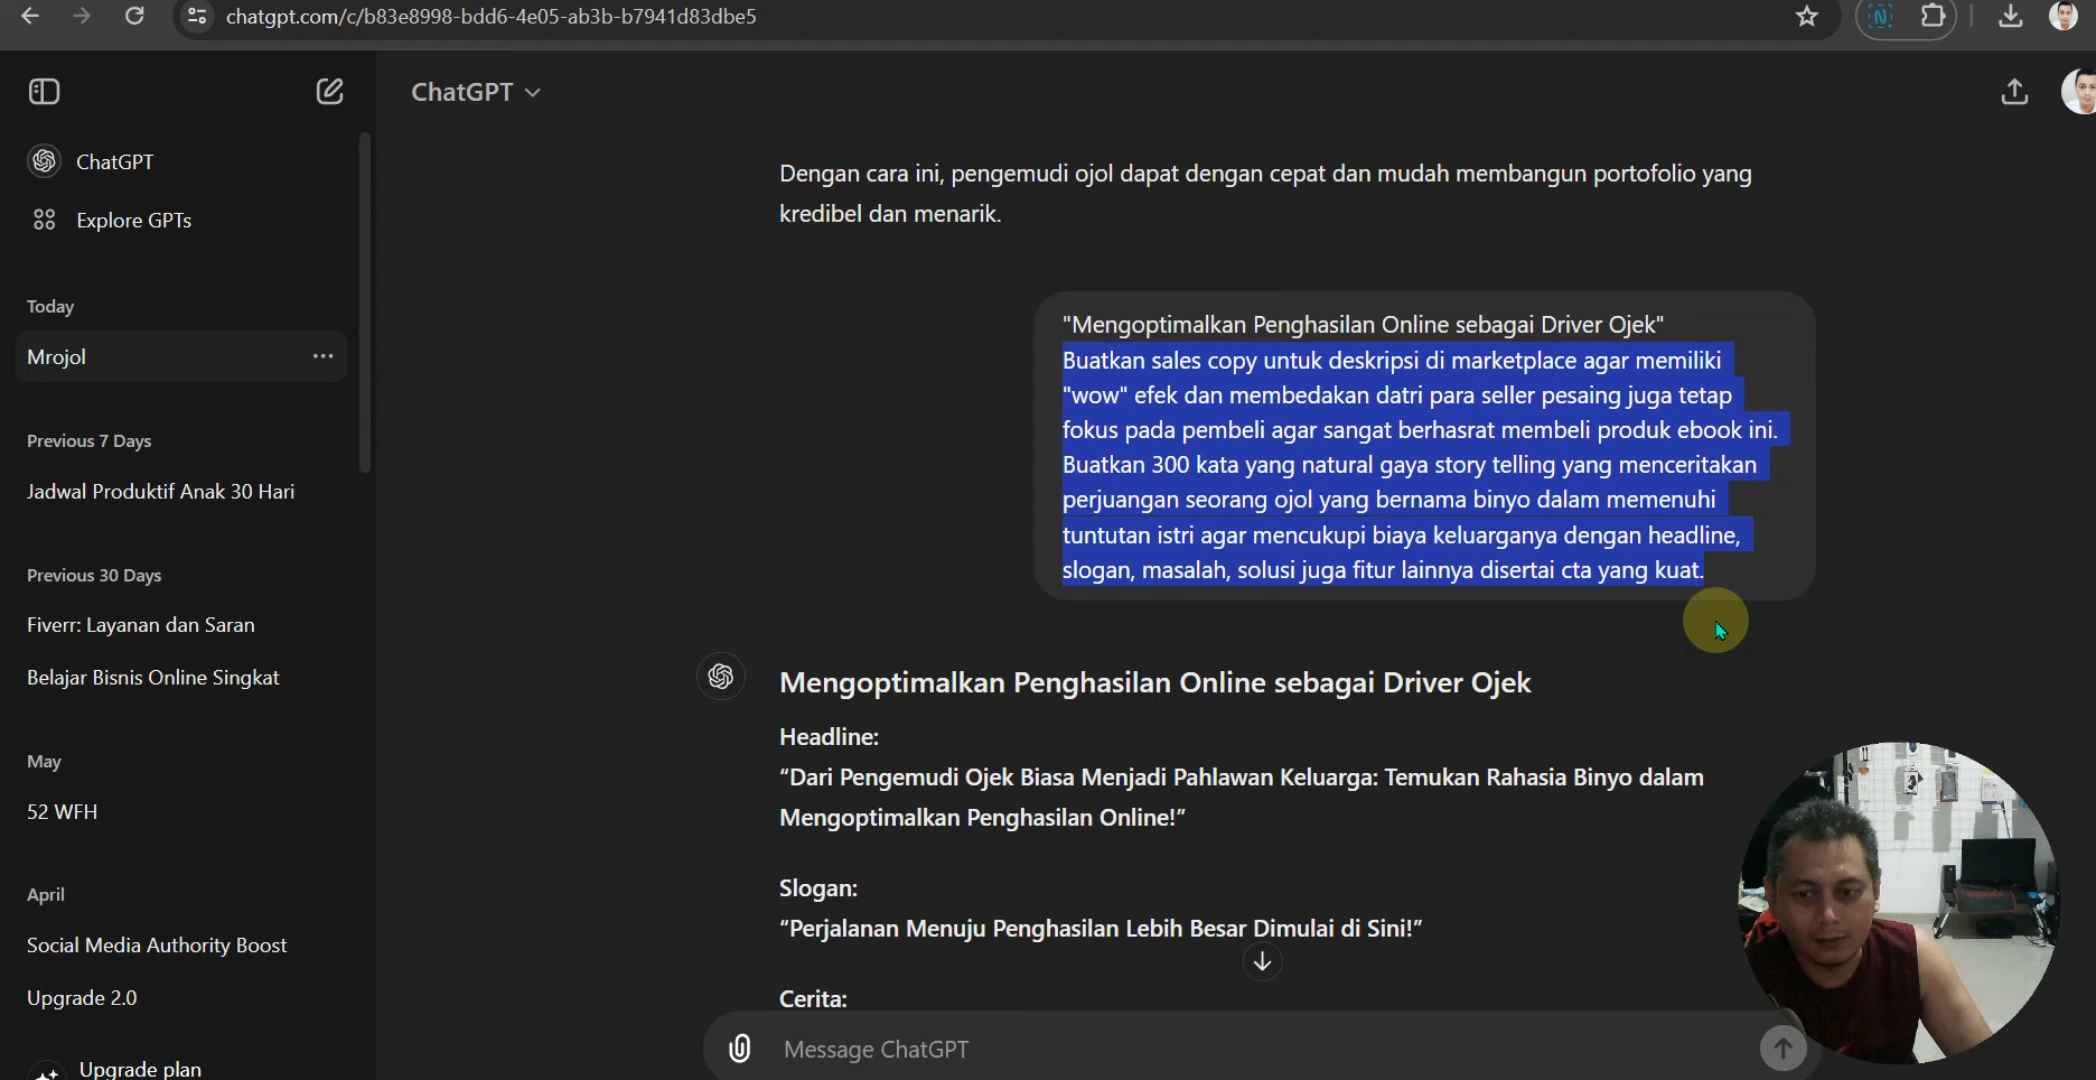 chatgpt.com/c/b83e8998-bdd6-4e05-ab3b-b7941d83dbe5
ChatGPT
Explore GPTs
Today
Mrojol
Previous 7 Days
Jadwal Produktif Anak 30 Hari
Previous 30 Days
Fiverr: Layanan dan Saran
Belajar Bisnis Online Singkat
May
52 WFH
April
Social Media Authority Boost
Upgrade 2.0
Upgrade plan
ChatGPT
Dengan cara ini, pengemudi ojol dapat dengan cepat dan mudah membangun portofolio yang
kredibel dan menarik.
"Mengoptimalkan Penghasilan Online sebagai Driver Ojek"
Buatkan sales copy untuk deskripsi di marketplace agar memiliki
"wow" efek dan membedakan datri para seller pesaing juga tetap
fokus pada pembeli agar sangat berhasrat membeli produk ebook ini.
Buatkan 300 kata yang natural gaya story telling yang menceritakan
perjuangan seorang ojol yang bernama binyo dalam memenuhi
tuntutan istri agar mencukupi biaya keluarganya dengan headline,
slogan, masalah, solusi juga fitur lainnya disertai cta yang kuat.
Mengoptimalkan Penghasilan Online sebagai Driver Ojek
Headline:
“Dari Pengemudi Ojek Biasa Menjadi Pahlawan Keluarga: Temukan Rahasia Binyo dalam
Mengoptimalkan Penghasilan Online!”
Slogan:
“Perjalanan Menuju Penghasilan Lebih Besar Dimulai di Sini!”
Cerita:
Message ChatGPT